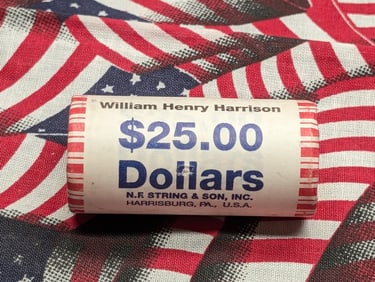 William Henry Harrison
$25.00
Dollars
N.F. STRING & SON, INC.
HARRISBURG, PA., U.S.A.